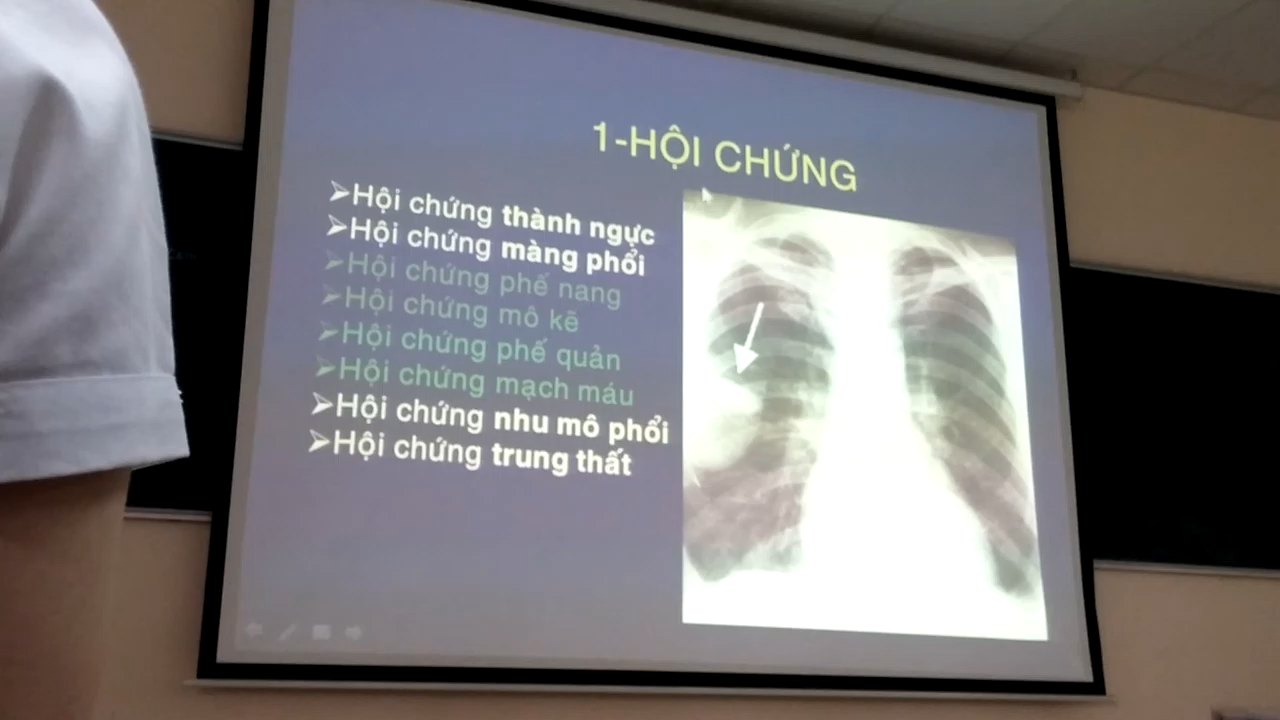 1-HỘI CHỨNG
➢Hội chứng thành ngực
➢Hội chứng màng phổi
➢Hội chứng phế nang
➢Hội chứng mô kẽ
➢Hội chứng phế quản
➢Hội chứng mạch máu
➢Hội chứng nhu mô phổi
➢Hội chứng trung thất